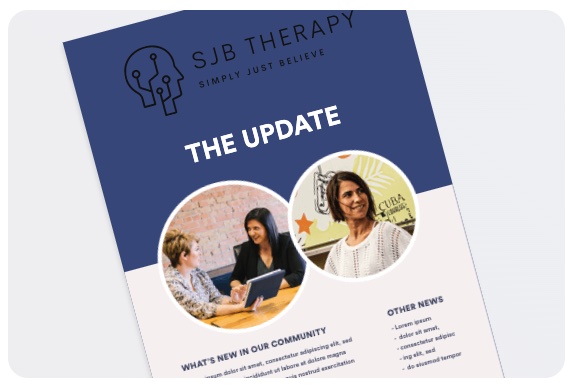 SJB THERAPY
SIMPLY JUST BELIEVE
THE UPDATE
CUBA
WHAT'S NEW IN OUR COMMUNITY
dolor sit amet, consectetur adipiscing elit, sed
incididunt ut labore et dolore magna
nostrud exercitation
OTHER NEWS
- Lorem ipsum
- dolor sit amet,
- consectetur adipisc
- ing elit, sed
- do eiusmod tempor